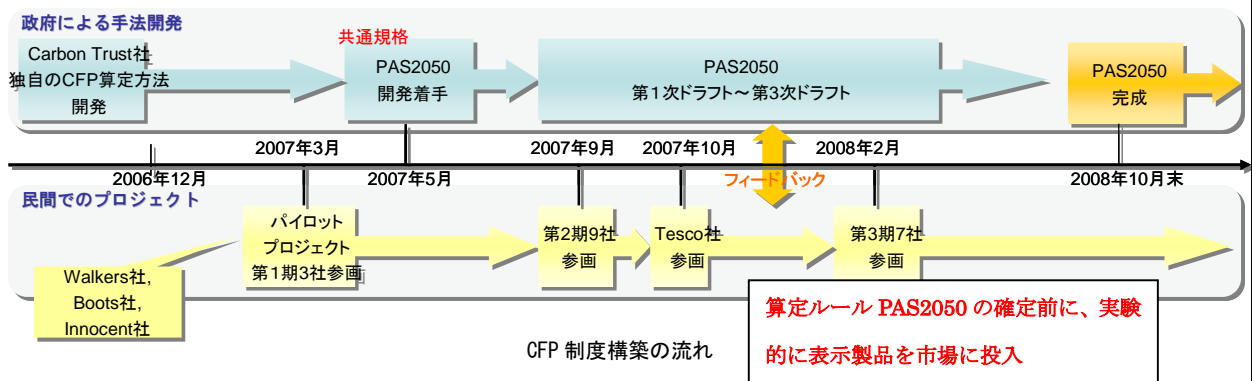 政府による手法開発
Carbon Trust社
独自のCFP算定方法
開発
共通規格
PAS2050
開発着手
PAS2050
第1次ドラフト～第3次ドラフト
PAS2050
完成
2007年3月
2007年9月
2007年10月
2008年2月
2006年12月
2007年5月
フィードバック
2008年10月末
民間でのプロジェクト
パイロット
プロジェクト
第1期3社参画
第2期9社
参画
Tesco社
参画
第3期7社
参画
Walkers社,
Boots社,
Innocent社
CFP 制度構築の流れ
算定ルール PAS2050 の確定前に、実験
的に表示製品を市場に投入